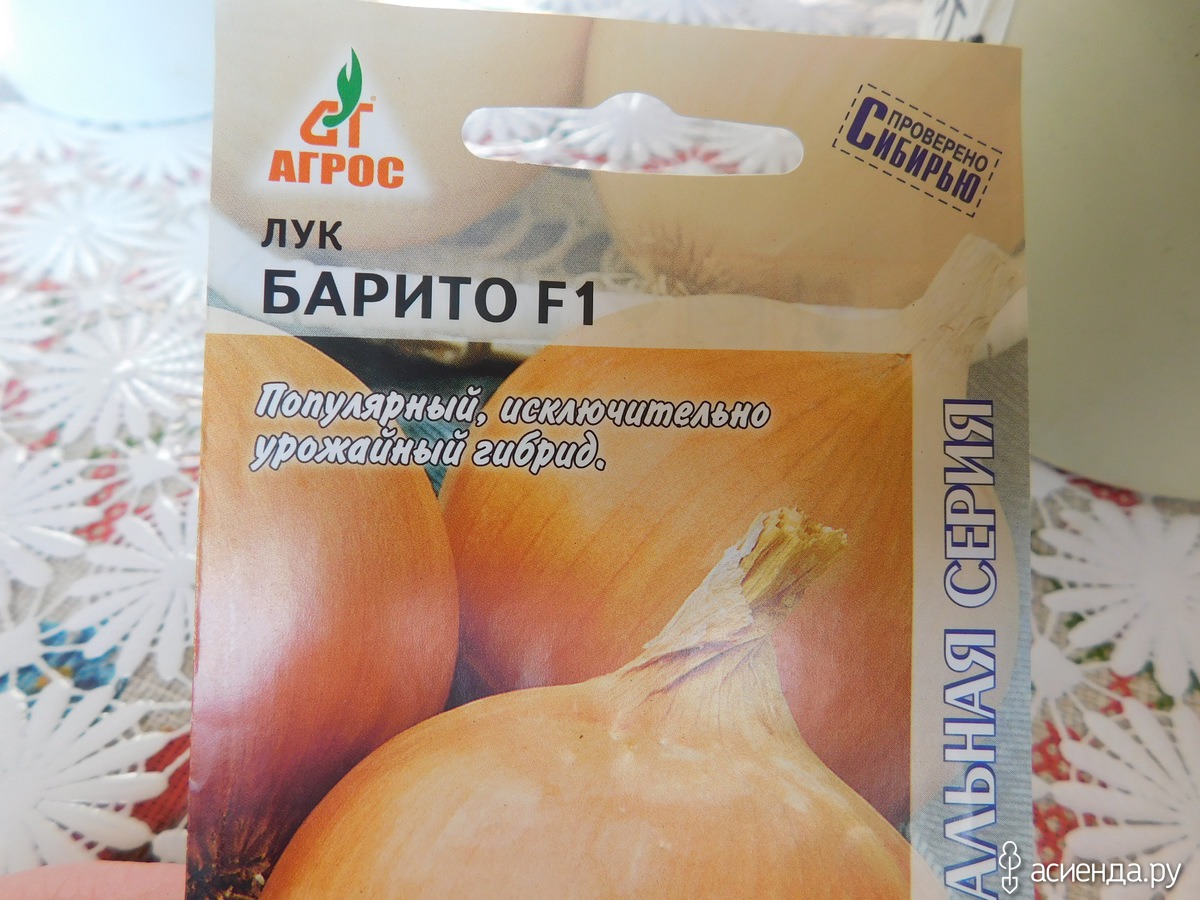 АГРОС
ПРОВЕРЕНО
СИБИРЬЮ
ЛУК
БАРИТО F1
Популярный, исключительно
урожайный гибрид.
АЛЬНАЯ СЕРИЯ
асиенда.ру